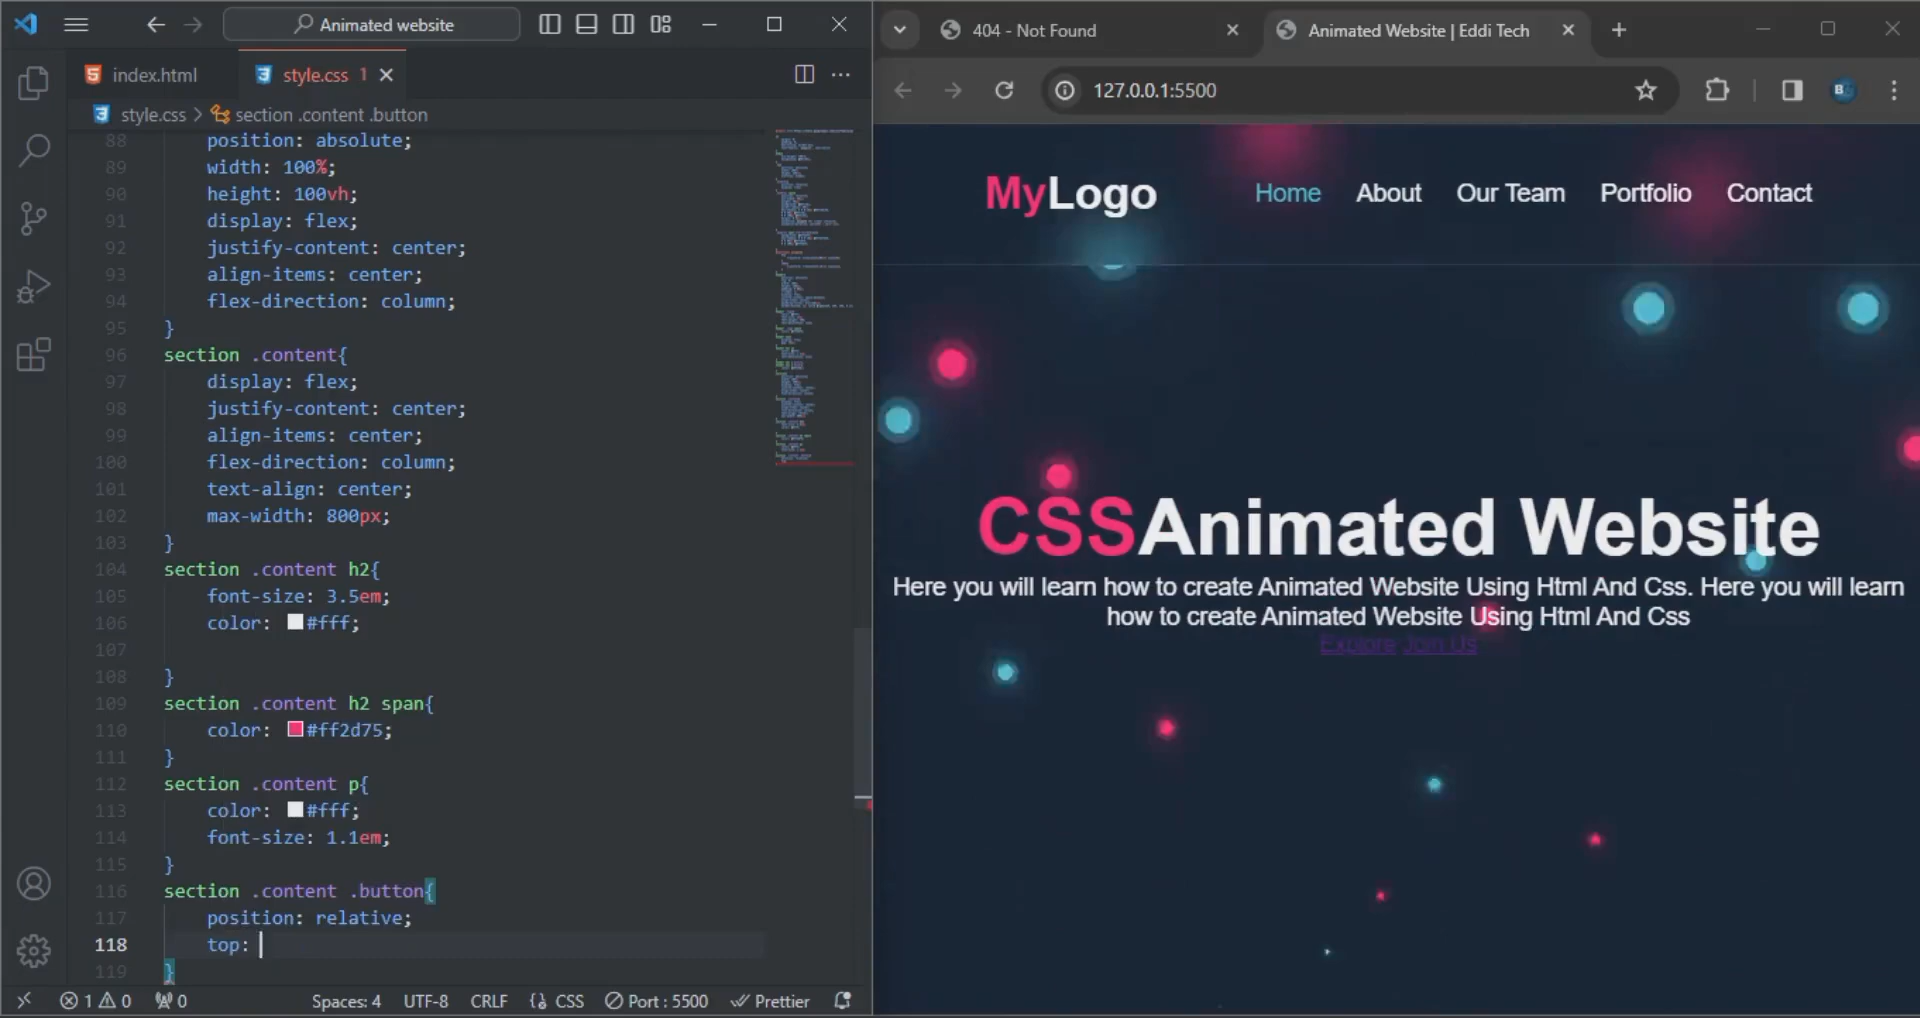 Animated website
index.html
style.css 1
style.css > section .content .button
88 position: absolute;
89 width: 100%;
90 height: 100vh;
91 display: flex;
92 justify-content: center;
93 align-items: center;
94 flex-direction: column;
95 }
96 section .content{
97 display: flex;
98 justify-content: center;
99 align-items: center;
100 flex-direction: column;
101 text-align: center;
102 max-width: 800px;
103 }
104 section .content h2{
105 font-size: 3.5em;
106 color: #fff;
107
108 }
109 section .content h2 span{
110 color: #ff2d75;
111 }
112 section .content p{
113 color: #fff;
114 font-size: 1.1em;
115 }
116 section .content .button{
117 position: relative;
118 top:
119 }
1 0 0 Spaces: 4 UTF-8 CRLF {} CSS Port : 5500 Prettier
404 - Not Found
Animated Website | Eddi Tech
127.0.0.1:5500
MyLogo Home About Our Team Portfolio Contact
CSSAnimated Website
Here you will learn how to create Animated Website Using Html And Css. Here you will learn
how to create Animated Website Using Html And Css
Explore Join Us